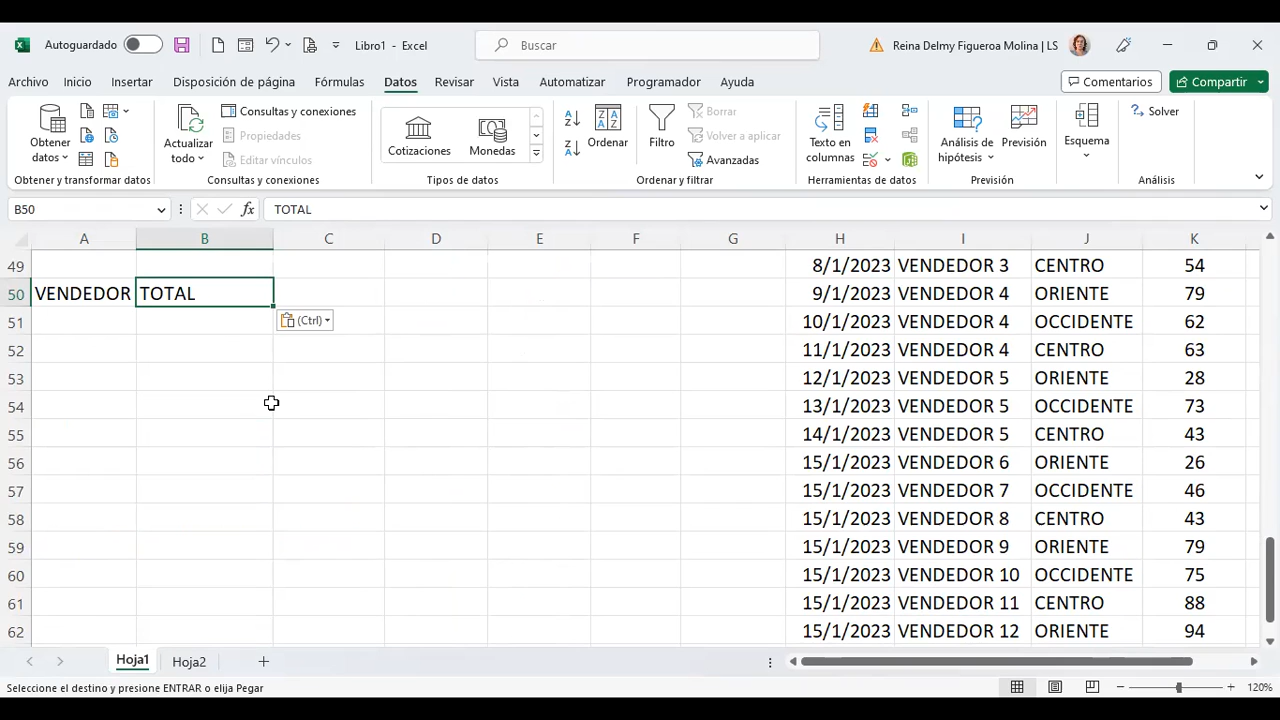 Autoguardado Libro1 - Excel Buscar Reina Delmy Figueroa Molina | LS
Archivo Inicio Insertar Disposición de página Fórmulas Datos Revisar Vista Automatizar Programador Ayuda Comentarios Compartir
Obtener datos
Obtener y transformar datos
Actualizar todo
Consultas y conexiones
Propiedades
Editar vínculos
Consultas y conexiones
Cotizaciones Monedas
Tipos de datos
Ordenar
Filtro
Borrar
Volver a aplicar
Avanzadas
Ordenar y filtrar
Texto en columnas
Herramientas de datos
Análisis de hipótesis
Previsión
Previsión
Esquema
Solver
Análisis
B50 fx TOTAL
A B C D E F G H I J K
49 8/1/2023 VENDEDOR 3 CENTRO 54
50 VENDEDOR TOTAL 9/1/2023 VENDEDOR 4 ORIENTE 79
51 (Ctrl) 10/1/2023 VENDEDOR 4 OCCIDENTE 62
52 11/1/2023 VENDEDOR 4 CENTRO 63
53 12/1/2023 VENDEDOR 5 ORIENTE 28
54 13/1/2023 VENDEDOR 5 OCCIDENTE 73
55 14/1/2023 VENDEDOR 5 CENTRO 43
56 15/1/2023 VENDEDOR 6 ORIENTE 26
57 15/1/2023 VENDEDOR 7 OCCIDENTE 46
58 15/1/2023 VENDEDOR 8 CENTRO 43
59 15/1/2023 VENDEDOR 9 ORIENTE 79
60 15/1/2023 VENDEDOR 10 OCCIDENTE 75
61 15/1/2023 VENDEDOR 11 CENTRO 88
62 15/1/2023 VENDEDOR 12 ORIENTE 94
Hoja1 Hoja2
Seleccione el destino y presione ENTRAR o elija Pegar 120%